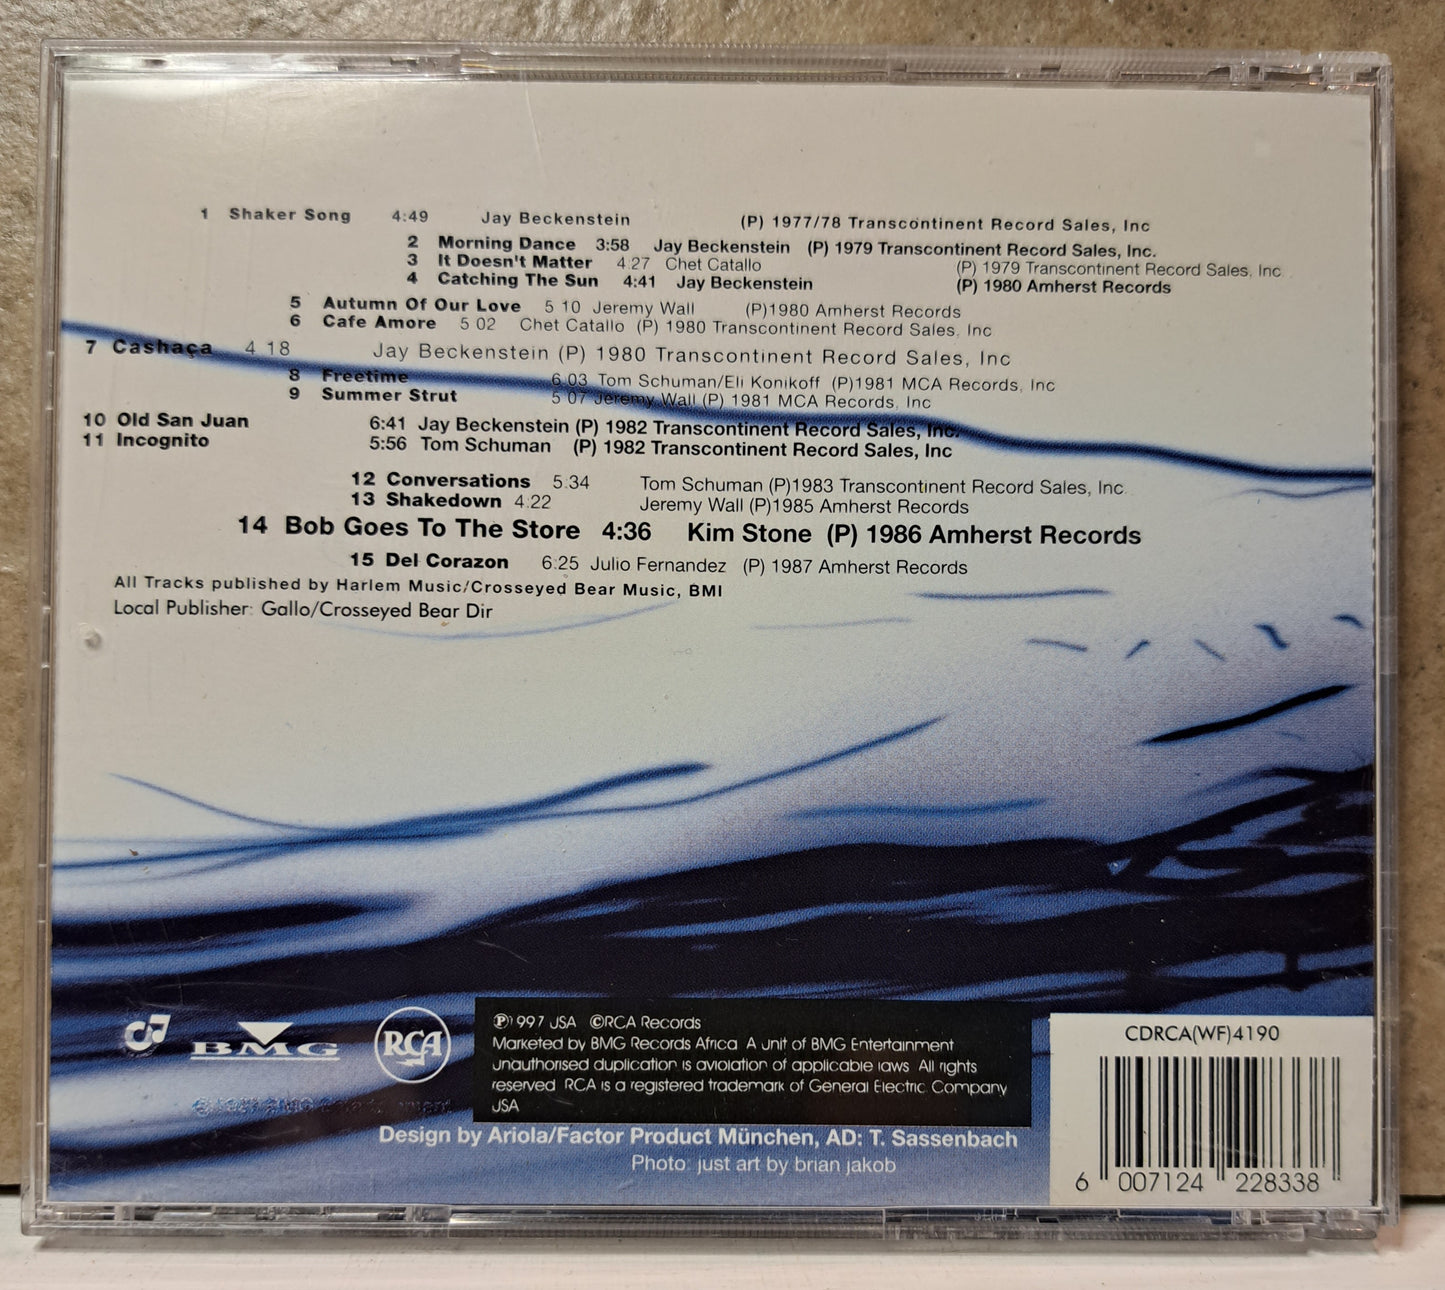 1 Shaker Song 4:49 Jay Beckenstein (P) 1977/78 Transcontinent Record Sales, Inc
2 Morning Dance 3:58 Jay Beckenstein (P) 1979 Transcontinent Record Sales, Inc.
3 It Doesn't Matter 4:27 Chet Catallo (P) 1979 Transcontinent Record Sales, Inc.
4 Catching The Sun 4:41 Jay Beckenstein (P) 1980 Amherst Records
5 Autumn Of Our Love 5 10 Jeremy Wall (P)1980 Amherst Records
6 Cafe Amore 5 02 Chet Catallo (P) 1980 Transcontinent Record Sales, Inc
7 Cashaça 4 18 Jay Beckenstein (P) 1980 Transcontinent Record Sales, Inc
8 Freetime 6:03 Tom Schuman/Eli Konikoff (P)1981 MCA Records, Inc
9 Summer Strut 5 07 Jeremy Wall (P) 1981 MCA Records, Inc
10 Old San Juan 6:41 Jay Beckenstein (P) 1982 Transcontinent Record Sales, Inc.
11 Incognito 5:56 Tom Schuman (P) 1982 Transcontinent Record Sales, Inc
12 Conversations 5:34 Tom Schuman (P)1983 Transcontinent Record Sales, Inc.
13 Shakedown 4:22 Jeremy Wall (P)1985 Amherst Records
14 Bob Goes To The Store 4:36 Kim Stone (P) 1986 Amherst Records
15 Del Corazon 6:25 Julio Fernandez (P) 1987 Amherst Records
All Tracks published by Harlem Music/Crosseyed Bear Music, BMI
Local Publisher: Gallo/Crosseyed Bear Dir
BMG
RCA
℗1997 USA ©RCA Records
Marketed by BMG Records Africa A Unit of BMG Entertainment
Unauthorised duplication is a violation of applicable laws All rights
reserved RCA is a registered trademark of General Electric Company
USA
Design by Ariola/Factor Product München, AD: T. Sassenbach
Photo: just art by brian jakob
CDRCA(WF)4190
6 007124 228338